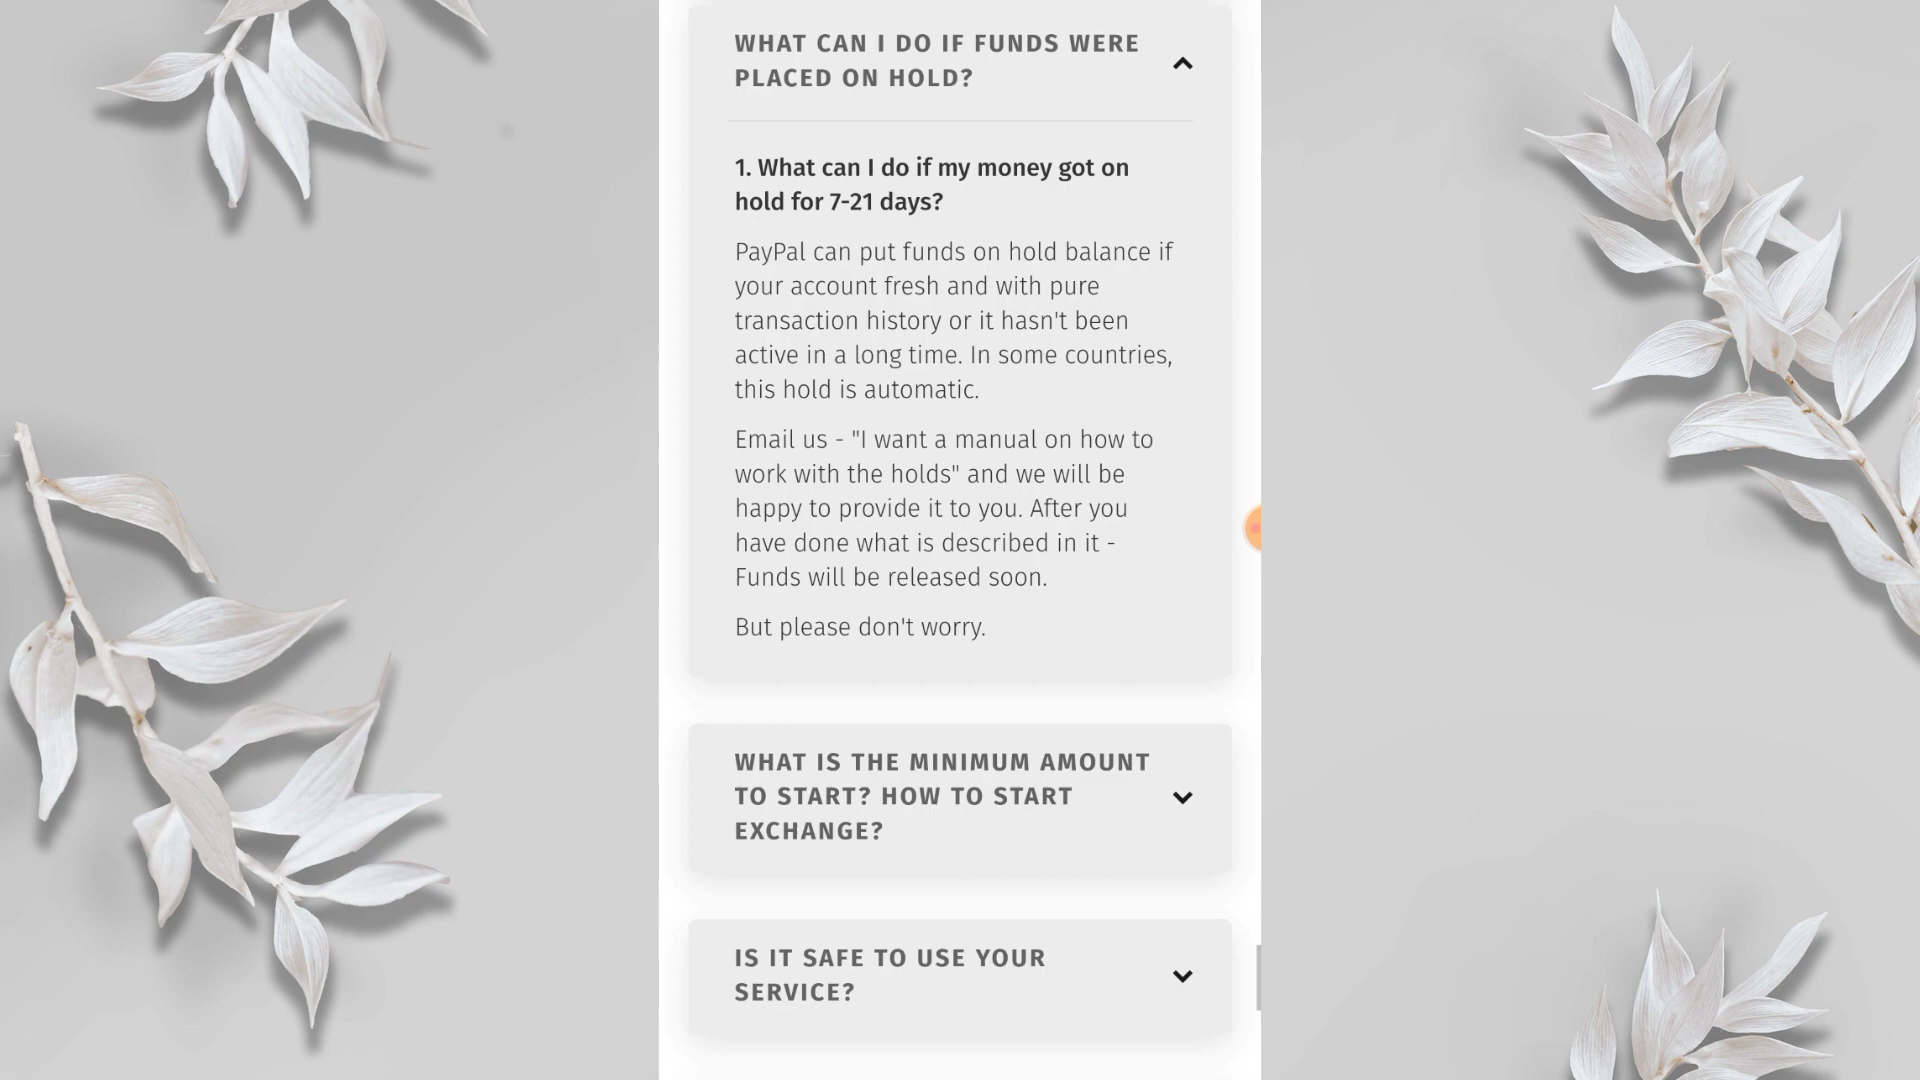 WHAT CAN I DO IF FUNDS WERE
PLACED ON HOLD?
1. What can I do if my money got on
hold for 7-21 days?
PayPal can put funds on hold balance if
your account fresh and with pure
transaction history or it hasn't been
active in a long time. In some countries,
this hold is automatic.
Email us - "I want a manual on how to
work with the holds" and we will be
happy to provide it to you. After you
have done what is described in it -
Funds will be released soon.
But please don't worry.
WHAT IS THE MINIMUM AMOUNT
TO START? HOW TO START
EXCHANGE?
IS IT SAFE TO USE YOUR
SERVICE?